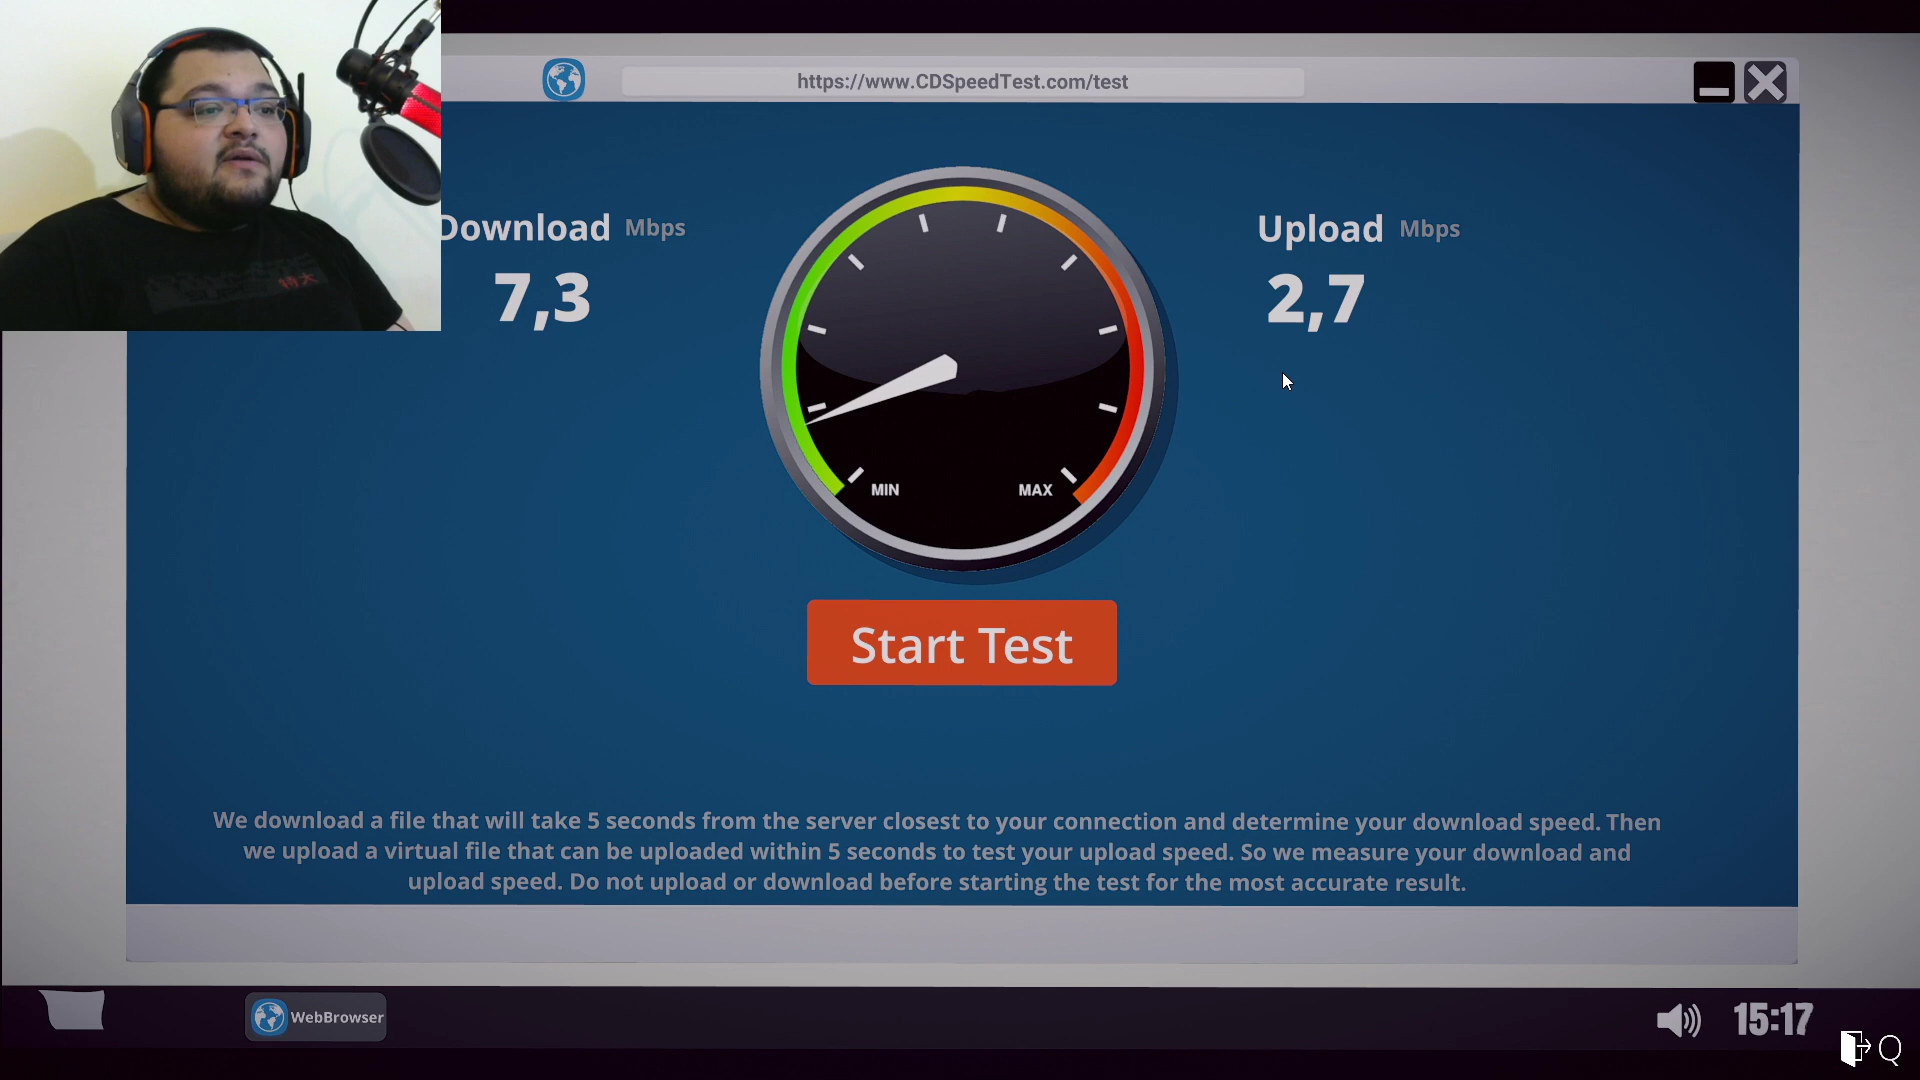 https://www.CDSpeedTest.com/test
Download Mbps
7,3
Upload Mbps
2,7
MIN
MAX
Start Test
We download a file that will take 5 seconds from the server closest to your connection and determine your download speed. Then
we upload a virtual file that can be uploaded within 5 seconds to test your upload speed. So we measure your download and
upload speed. Do not upload or download before starting the test for the most accurate result.
WebBrowser
15:17
Q